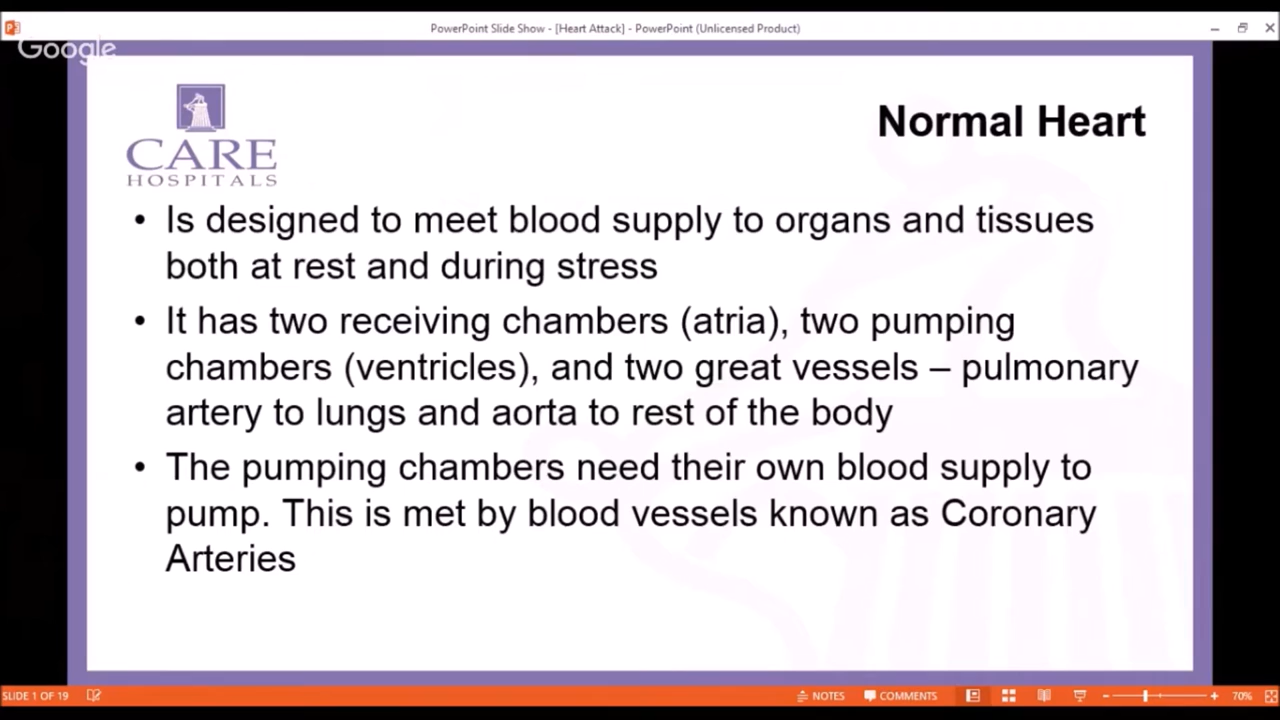 PowerPoint Slide Show - [Heart Attack] - PowerPoint (Unlicensed Product)
Google
CARE
HOSPITALS
Normal Heart
• Is designed to meet blood supply to organs and tissues
both at rest and during stress
• It has two receiving chambers (atria), two pumping
chambers (ventricles), and two great vessels – pulmonary
artery to lungs and aorta to rest of the body
• The pumping chambers need their own blood supply to
pump. This is met by blood vessels known as Coronary
Arteries
SLIDE 1 OF 19
NOTES
COMMENTS
70%